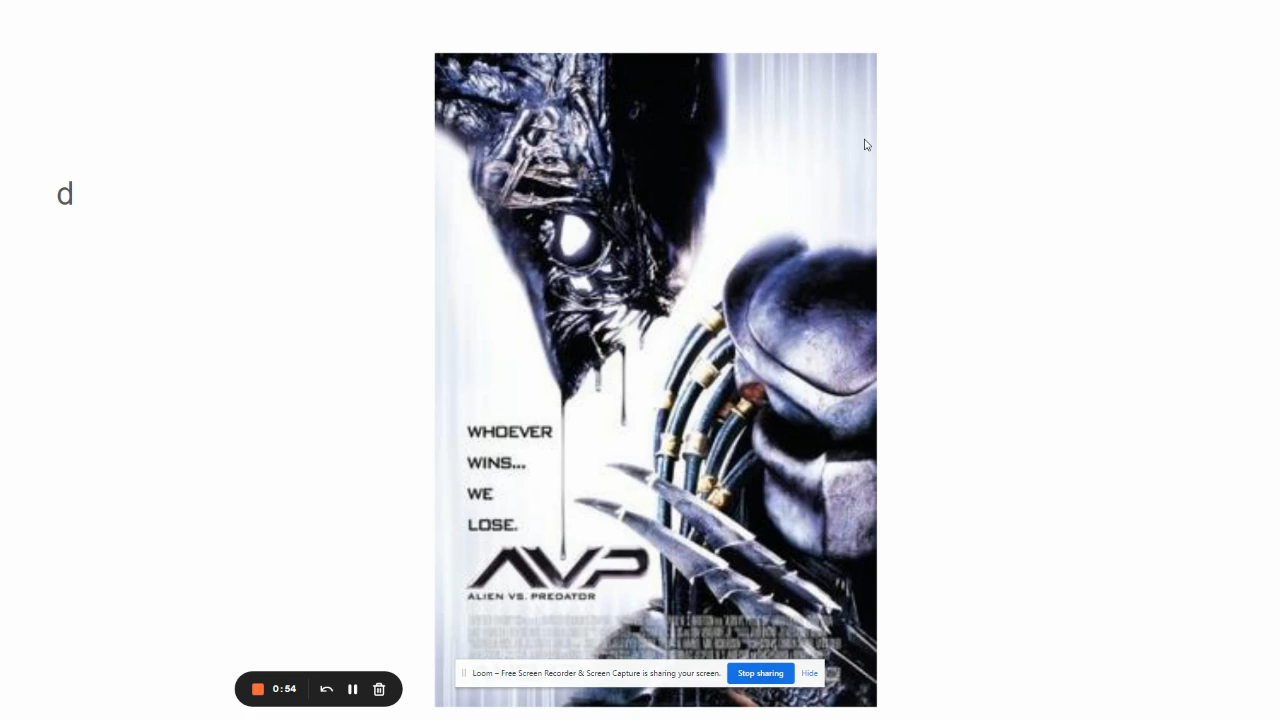 d
WHOEVER
WINS...
WE
LOSE.
AVP
ALIEN VS. PREDATOR
Loom – Free Screen Recorder & Screen Capture is sharing your screen. Stop sharing Hide
0:54